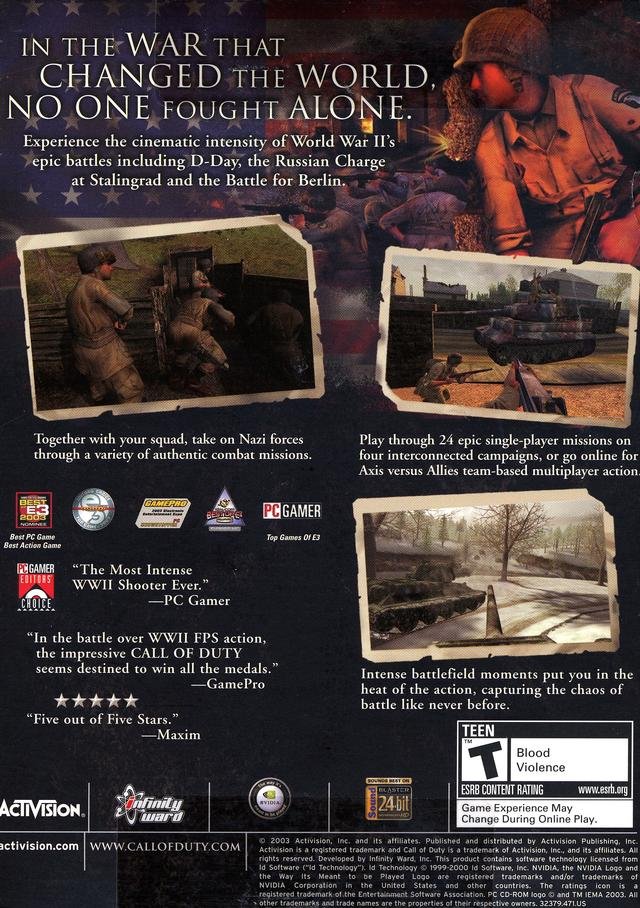 IN THE WAR THAT
CHANGED THE WORLD,
NO ONE FOUGHT ALONE.
Experience the cinematic intensity of World War II's
epic battles including D-Day, the Russian Charge
at Stalingrad and the Battle for Berlin.
Together with your squad, take on Nazi forces
through a variety of authentic combat missions.
Play through 24 epic single-player missions on
four interconnected campaigns, or go online for
Axis versus Allies team-based multiplayer action.
BEST
E3
2003
NOMINEE
Best PC Game
Best Action Game
GAMEPRO
PC GAMER
Top Games Of E3
PC GAMER
EDITORS'
CHOICE
“The Most Intense
WWII Shooter Ever.”
—PC Gamer
“In the battle over WWII FPS action,
the impressive CALL OF DUTY
seems destined to win all the medals.”
—GamePro
“Five out of Five Stars.”
—Maxim
Intense battlefield moments put you in the
heat of the action, capturing the chaos of
battle like never before.
TEEN
T
TM
Blood
Violence
ESRB CONTENT RATING www.esrb.org
Game Experience May
Change During Online Play.
ACTIVISION.
infinity
ward
NVIDIA
SOUNDS BEST ON
Sound
BLASTER
24-bit
activision.com
WWW.CALLOFDUTY.COM
© 2003 Activision, Inc. and its affiliates. Published and distributed by Activision Publishing, Inc.
Activision is a registered trademark and Call of Duty is a trademark of Activision, Inc., and its affiliates. All
rights reserved. Developed by Infinity Ward, Inc. This product contains software technology licensed from
Id Software ("Id Technology"). Id Technology © 1999-2000 Id Software, Inc. NVIDIA, the NVIDIA Logo and
the Way Its Meant to be Played Logo are registered trademarks and/or trademarks of
NVIDIA Corporation in the United States and other countries. The ratings icon is a
registered trademark of the Entertainment Software Association. PC CD-ROM logo © and TM IEMA 2003. All
other trademarks and trade names are the properties of their respective owners. 32379.471.US